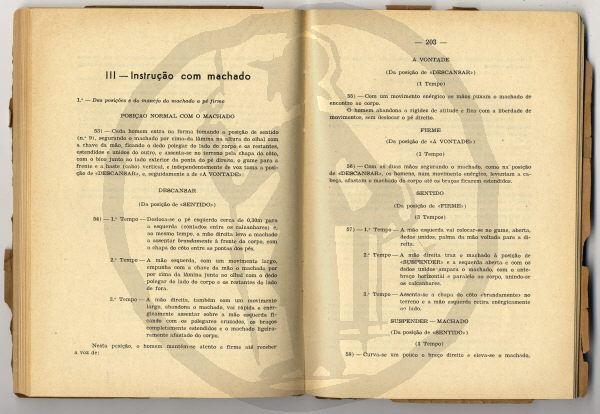 III — Instrução com machado
1.º — Das posições e do manejo do machado a pé firme
POSIÇÃO NORMAL COM O MACHADO
53) — Cada homem entra na forma tomando a posição de sentido
(n.º 9), segurando o machado por cima da lâmina na altura do olhal com
a chave da mão, ficando o dedo polegar do lado do corpo e os restantes,
estendidos e unidos do outro, e assenta-se no terreno pela chapa do côto,
com o bico junto ao lado exterior da ponta do pé direito, o gume para a
frente e a haste (cabo) vertical, e independentemente de voz toma a posi-
ção de «DESCANSAR», e seguidamente a de «À VONTADE».
DESCANSAR
(Da posição de «SENTIDO»)
54) — 1.º Tempo — Desloca-se o pé esquerdo cerca de 0,30m para
a esquerda (contados entre os calcanhares) e,
ao mesmo tempo, a mão direita leva o machado
a assentar brandamente à frente do corpo, com
a chapa do côto entre as pontas dos pés.
2.º Tempo — A mão esquerda, com um movimento largo,
empunha com a chave da mão o machado por
por cima da lâmina junto ao olhal com o dedo
polegar do lado do corpo e os restantes do lado
de fora.
3.º Tempo — A mão direita, também com um movimento
largo, abandona o machado, vai rápida e enèr-
gicamente assentar sobre a mão esquerda fi-
cando com os polegares cruzados, os braços
completamente estendidos e o machado ligeira-
mente afastado do corpo.
Nesta posição, o homem mantém-se atento e firme até receber
a voz de:
— 203 —
À VONTADE
(Da posição de «DESCANSAR»)
(1 Tempo)
55) — Com um movimento enérgico as mãos puxam o machado de
encontro ao corpo.
O homem abandona a rigidez de atitude e fica com a liberdade de
movimentos, sem deslocar o pé direito.
FIRME
(Da posição de «À VONTADE»)
(1 Tempo)
56) — Com as duas mãos segurando o machado, como na posição
de «DESCANSAR», os homens, num movimento enérgico, levantam a ca-
beça, afastam o machado do corpo até os braços ficarem estendidos.
SENTIDO
(Da posição de «FIRME»)
(3 Tempos)
57) — 1.º Tempo — A mão esquerda vai colocar-se no gume, aberta,
dedos unidos, palma da mão voltada para a di-
reita.
2.º Tempo — A mão direita traz o machado à posição de
«SUSPENDER» e a esquerda aberta e com os
dedos unidos ampara o machado, com o ante-
braço horizontal e paralelo ao corpo, unindo-se
os calcanhares.
3.º Tempo — Assenta-se a chapa do côto «brandamente» no
terreno e a mão esquerda retira enèrgicamente
ao lado.
SUSPENDER — MACHADO
(Da posição de «SENTIDO»)
(1 Tempo)
58) — Curva-se um pouco o braço direito e eleva-se o machado,